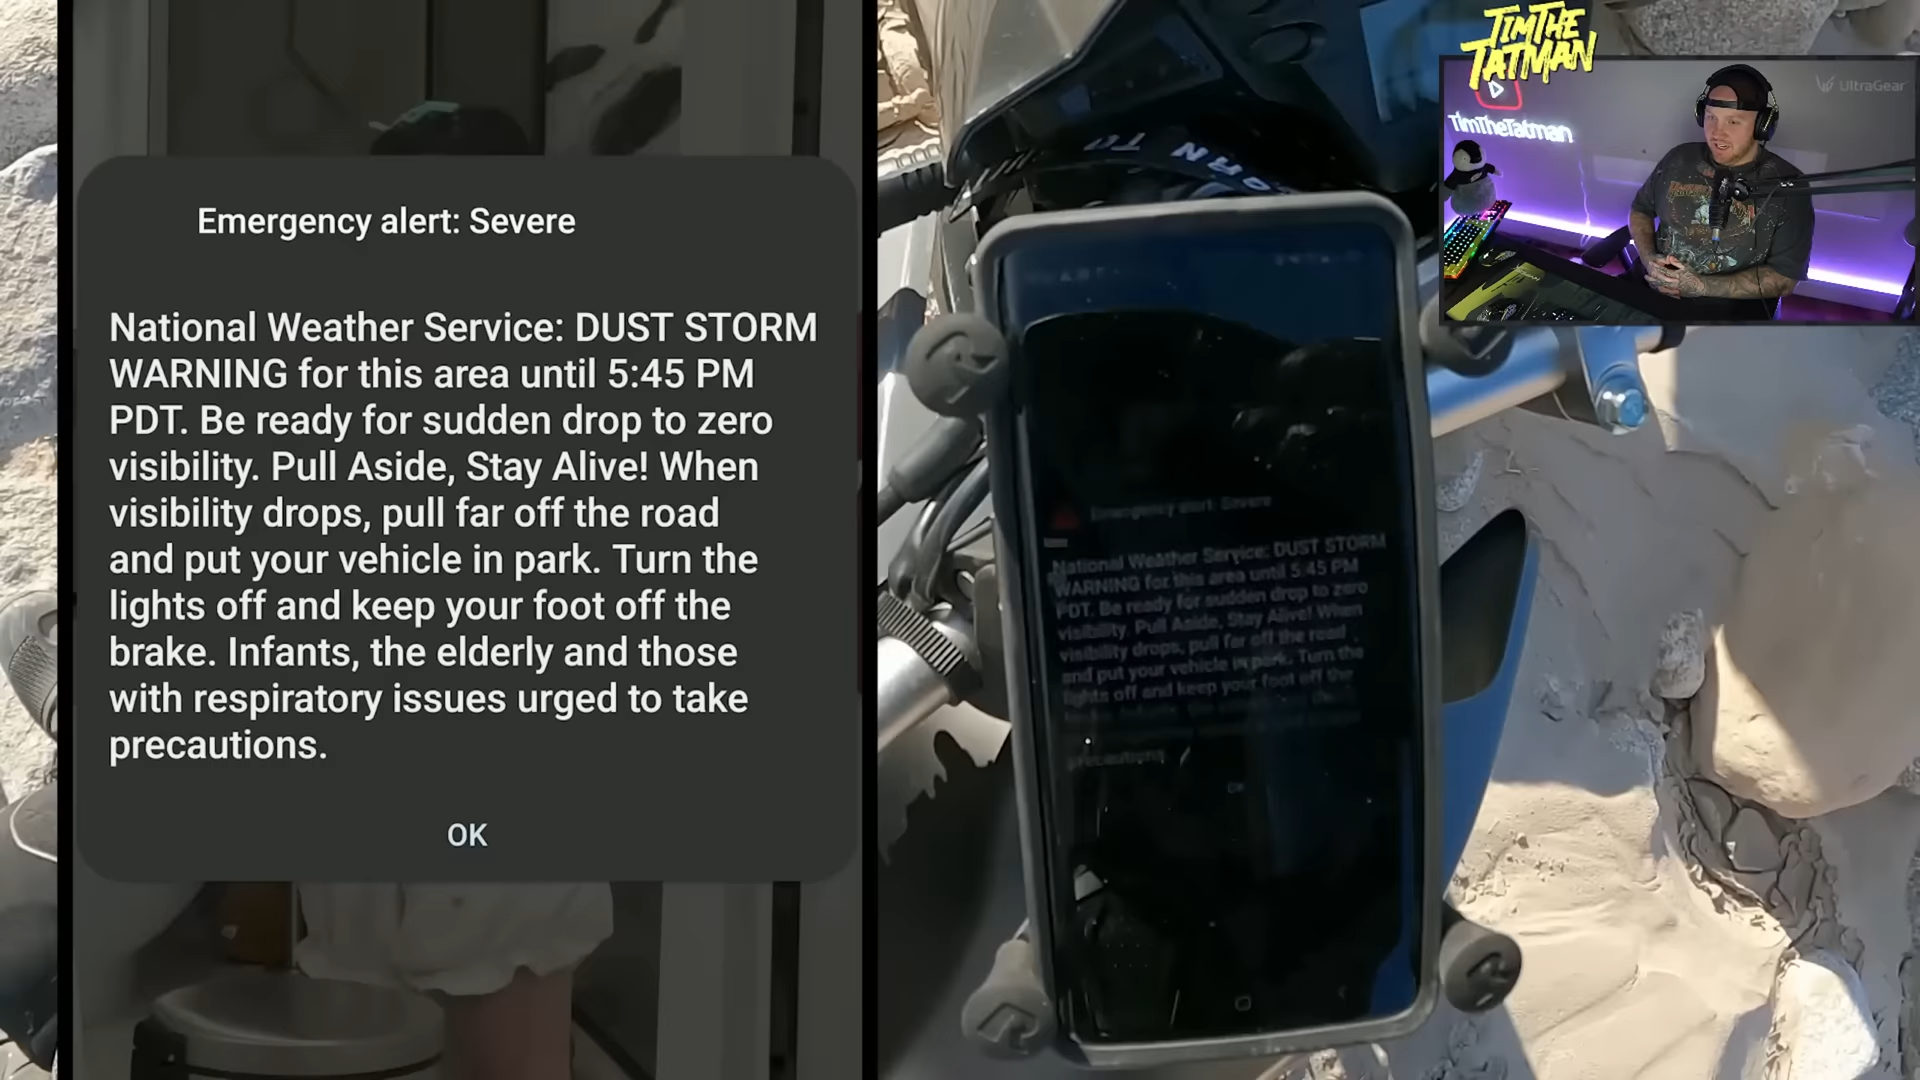 Emergency alert: Severe
National Weather Service: DUST STORM
WARNING for this area until 5:45 PM
PDT. Be ready for sudden drop to zero
visibility. Pull Aside, Stay Alive! When
visibility drops, pull far off the road
and put your vehicle in park. Turn the
lights off and keep your foot off the
brake. Infants, the elderly and those
with respiratory issues urged to take
precautions.
OK
TIMTHE
TATMAN
TimTheTatman
UltraGear
Emergency alert: Severe
National Weather Service: DUST STORM
WARNING for this area until 5:45 PM
PDT. Be ready for sudden drop to zero
visibility. Pull Aside, Stay Alive! When
visibility drops, pull far off the road
and put your vehicle in park. Turn the
lights off and keep your foot off the
precautions
OK